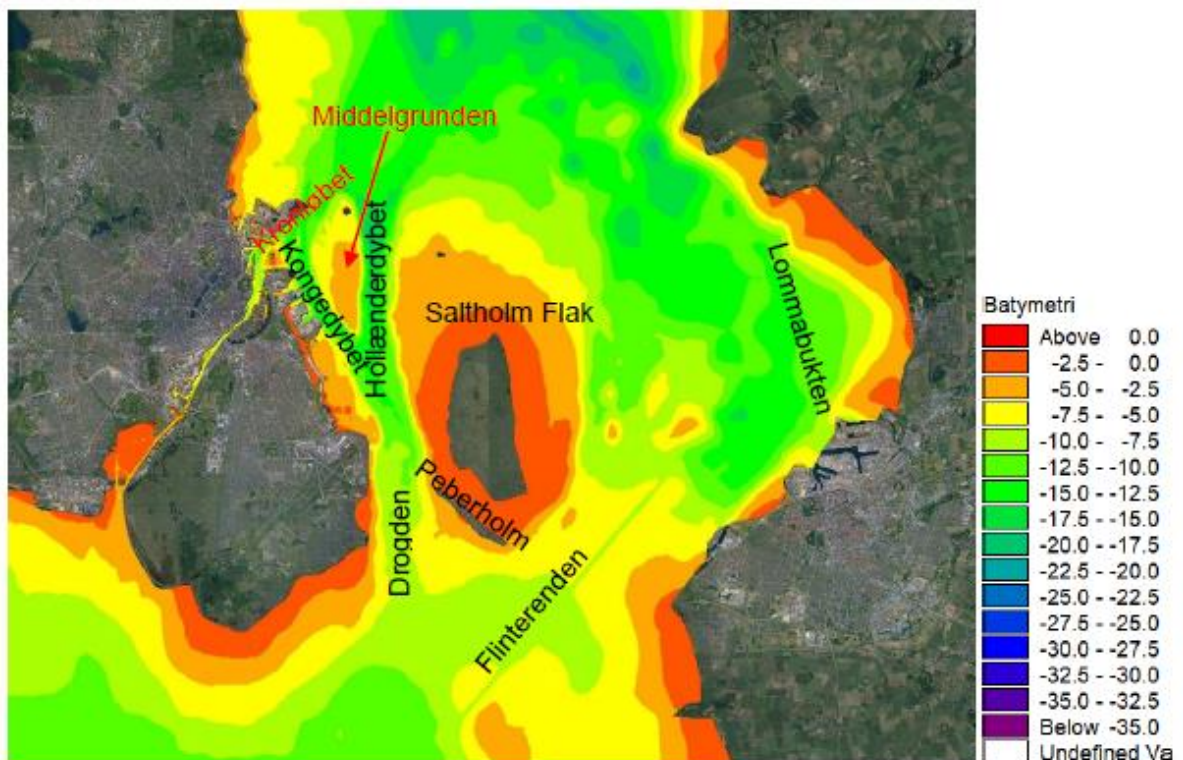 Middelgrunden
Kronløbet
Kongedybet
Hollænderdybet
Saltholm Flak
Lommabukten
Peberholm
Drogden
Flinterenden
Batymetri
Above 0.0
-2.5 - 0.0
-5.0 - -2.5
-7.5 - -5.0
-10.0 - -7.5
-12.5 - -10.0
-15.0 - -12.5
-17.5 - -15.0
-20.0 - -17.5
-22.5 - -20.0
-25.0 - -22.5
-27.5 - -25.0
-30.0 - -27.5
-32.5 - -30.0
-35.0 - -32.5
Below -35.0
Undefined Va